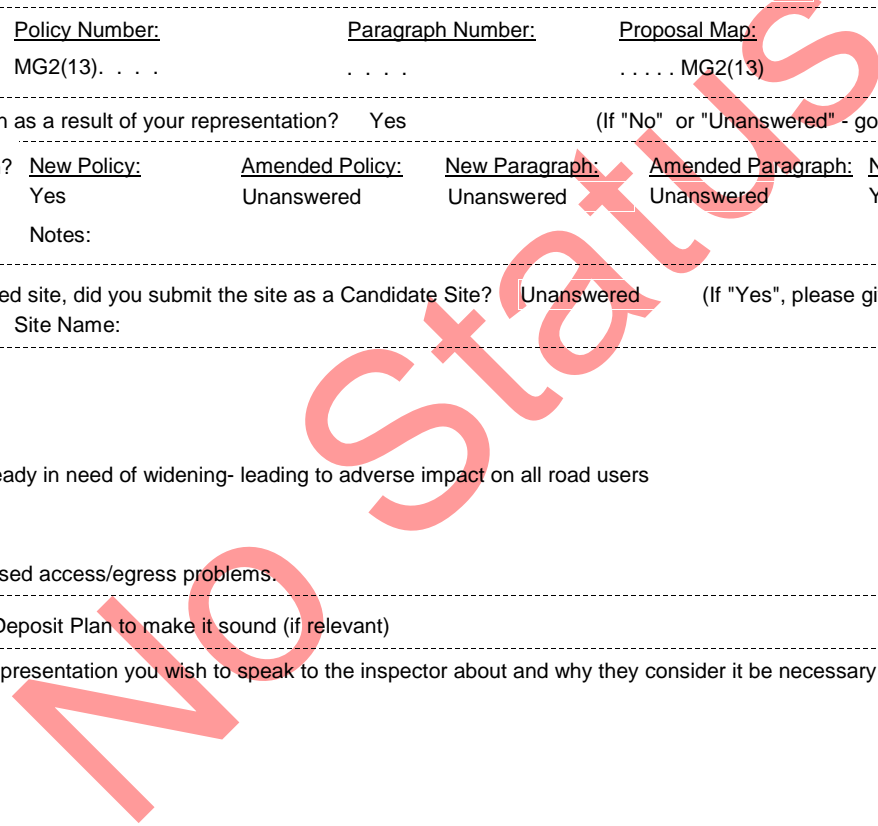 Policy Number: Paragraph Number: Proposal Map:
MG2(13). . . . . . . . . . . . . MG2(13)
as a result of your representation? Yes (If "No" or "Unanswered" - go
? New Policy: Amended Policy: New Paragraph: Amended Paragraph: N
Yes Unanswered Unanswered Unanswered Y
Notes:
ed site, did you submit the site as a Candidate Site? Unanswered (If "Yes", please gi
Site Name:
eady in need of widening- leading to adverse impact on all road users
sed access/egress problems.
Deposit Plan to make it sound (if relevant)
presentation you wish to speak to the inspector about and why they consider it be necessary
No Status